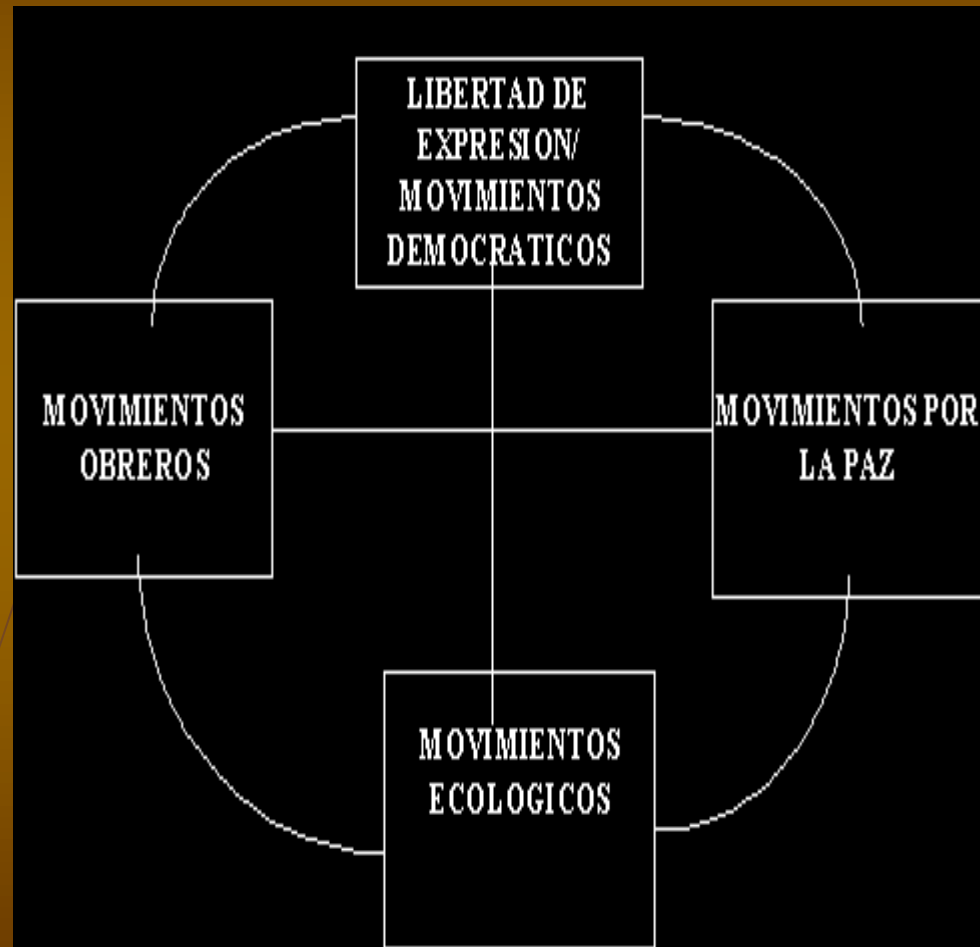 LIBERTAD DE
EXPRESION/
MOVIMIENTOS
DEMOCRATICOS
MOVIMIENTOS
OBREROS
MOVIMIENTOS POR
LA PAZ
MOVIMIENTOS
ECOLOGICOS